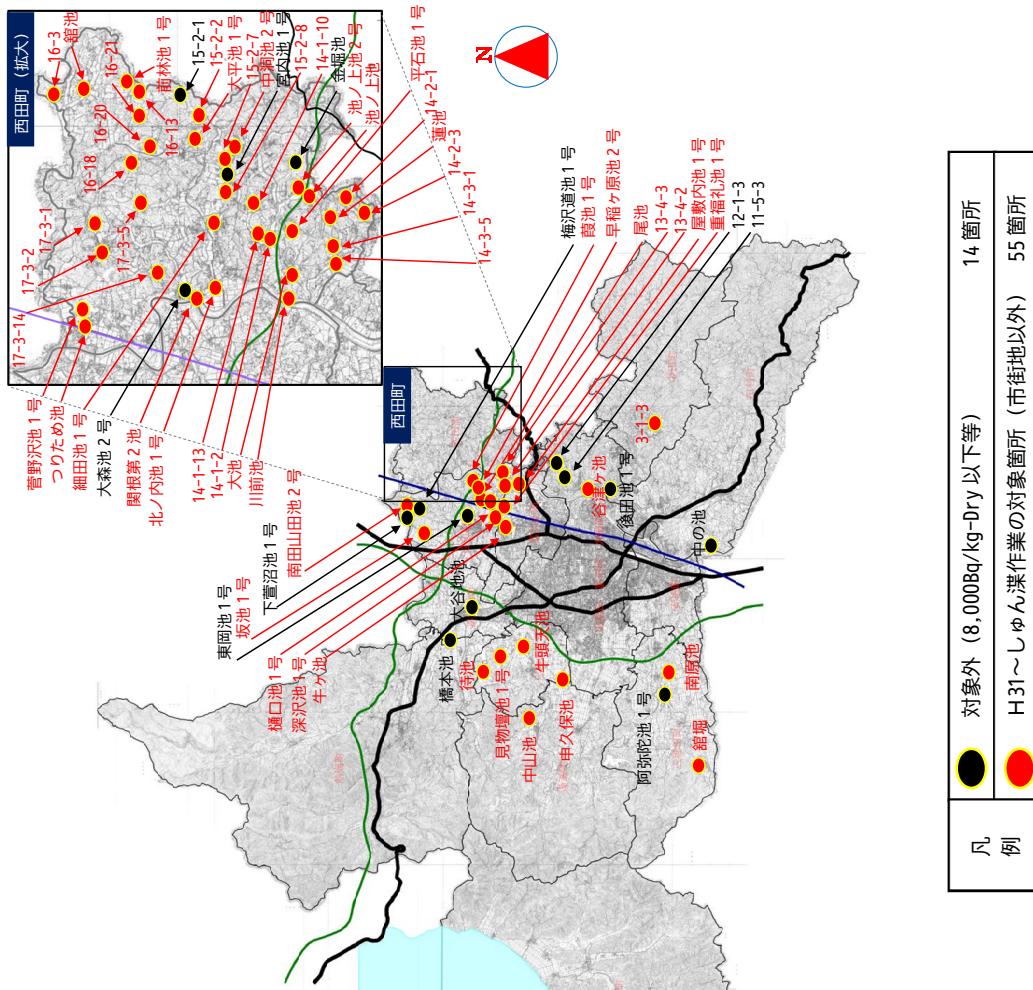 西田町 (拡大)
16-3
舘池
16-21
前林池１号
16-20
16-13
15-2-1
15-2-2
大平池１号
15-2-7
中洞池２号
宮内池１号
15-2-8
14-1-10
金堀池
池ノ上池２号
池ノ上池
平石池１号
14-2-1
蓮池
14-2-3
14-3-1
14-3-5
16-18
17-3-1
17-3-2
17-3-5
17-3-14
菅野沢池１号
つりため池
細田池１号
大森池２号
関根第２池
北ノ内池１号
14-1-13
14-1-2
大池
川前池
N
西田町
梅沢道池１号
葭池１号
早稲ヶ原池２号
尾池
13-4-3
13-4-2
屋敷内池１号
重福礼池１号
12-1-3
11-5-3
南田山田池２号
下萱沼池１号
坂池１号
東岡池１号
樋口池１号
深沢池１号
牛ヶ池
大谷地池
橋本池
待池
見物壇池１号
牛頭天池
中山池
申久保池
谷津ヶ池
後田池１号
3-1-3
中の池
南原池
阿弥陀池１号
舘堀
凡例
対象外 (8,000Bq/kg-Dry 以下等) 14 箇所
H31～しゅん渫作業の対象箇所 (市街地以外) 55 箇所